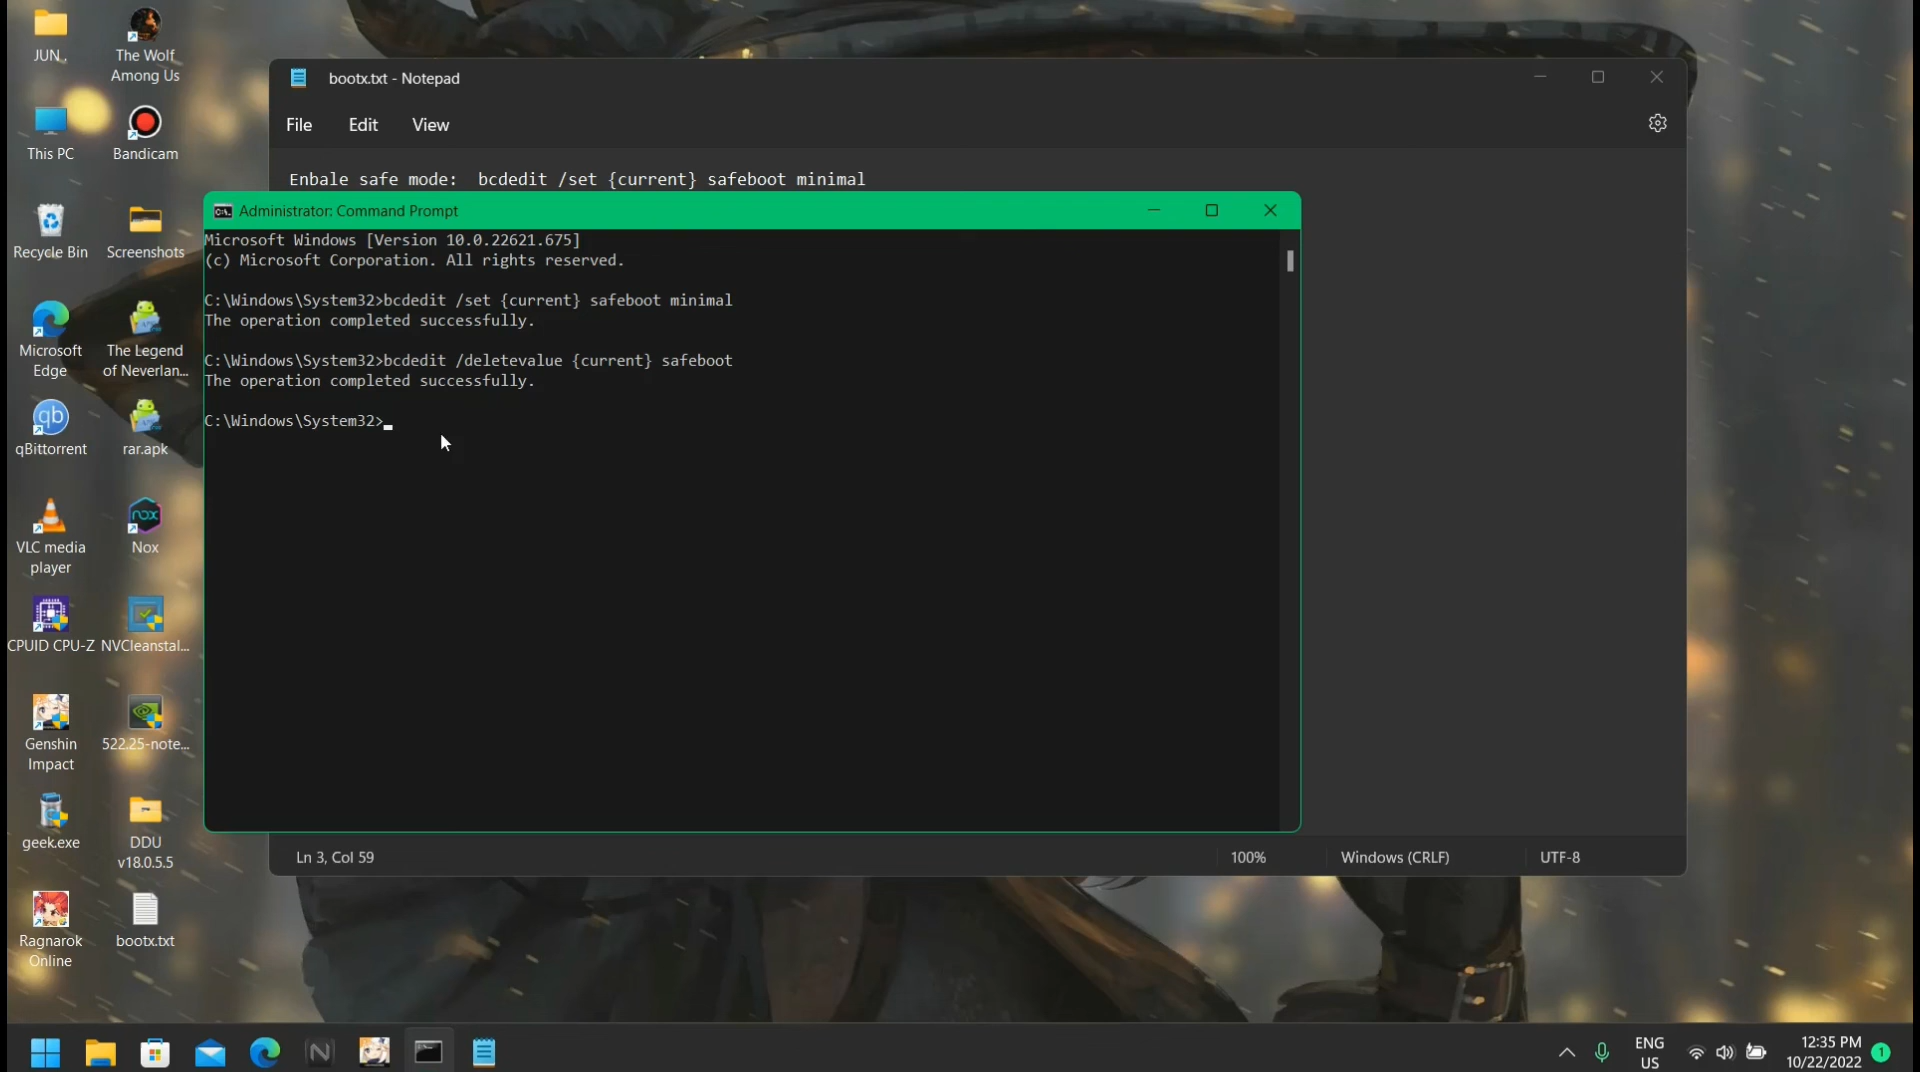 JUN ,
The Wolf
Among Us
This PC
Bandicam
Recycle Bin
Screenshots
Microsoft
Edge
The Legend
of Neverlan...
qBittorrent
rar.apk
VLC media
player
Nox
CPUID CPU-Z
NVCleanstal...
Genshin
Impact
522.25-note...
geek.exe
DDU
v18.0.5.5
Ragnarok
Online
bootx.txt
bootx.txt - Notepad
File Edit View
Enbale safe mode:  bcdedit /set {current} safeboot minimal
Administrator: Command Prompt
Microsoft Windows [Version 10.0.22621.675]
(c) Microsoft Corporation. All rights reserved.
C:\Windows\System32>bcdedit /set {current} safeboot minimal
The operation completed successfully.
C:\Windows\System32>bcdedit /deletevalue {current} safeboot
The operation completed successfully.
C:\Windows\System32>
Ln 3, Col 59 100% Windows (CRLF) UTF-8
ENG
US
12:35 PM
10/22/2022
1